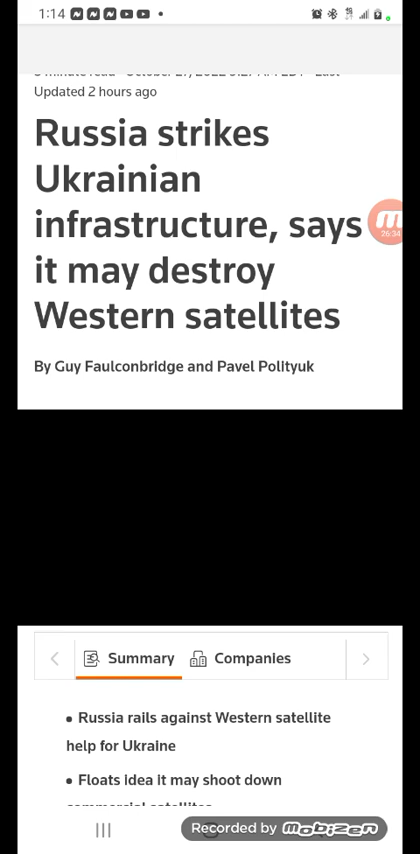 1:14
Updated 2 hours ago
Russia strikes
Ukrainian
infrastructure, says
it may destroy
Western satellites
26:34
By Guy Faulconbridge and Pavel Polityuk
Summary Companies
• Russia rails against Western satellite
help for Ukraine
• Floats idea it may shoot down
Recorded by mobizen